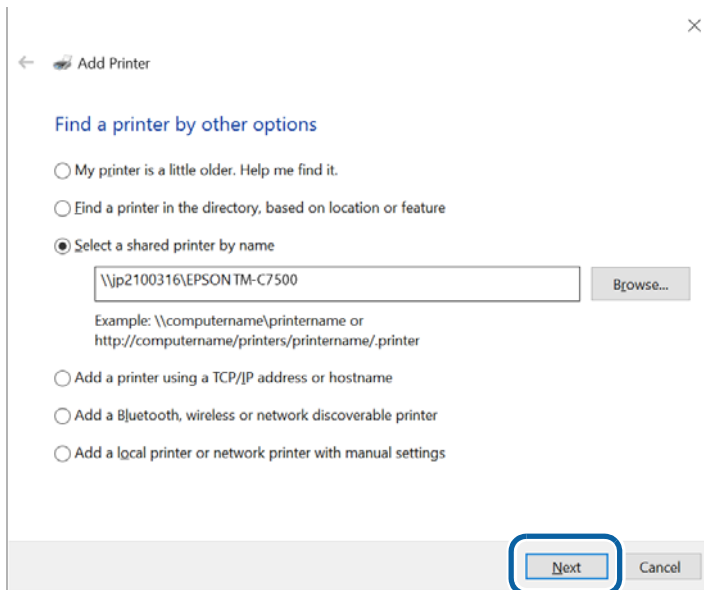 Add Printer
Find a printer by other options
My printer is a little older. Help me find it.
Find a printer in the directory, based on location or feature
Select a shared printer by name
\\jp2100316\EPSON TM-C7500
Browse...
Example: \\computername\printername or
http://computername/printers/printername/.printer
Add a printer using a TCP/IP address or hostname
Add a Bluetooth, wireless or network discoverable printer
Add a local printer or network printer with manual settings
Next
Cancel